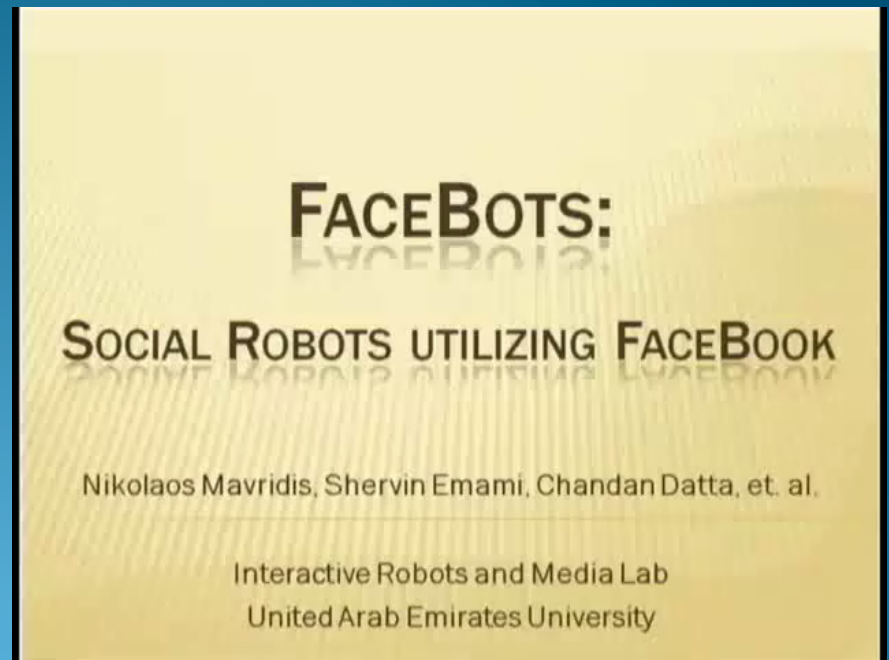 FACEBOTS:
SOCIAL ROBOTS UTILIZING FACEBOOK
Nikolaos Mavridis, Shervin Emami, Chandan Datta, et. al.
Interactive Robots and Media Lab
United Arab Emirates University